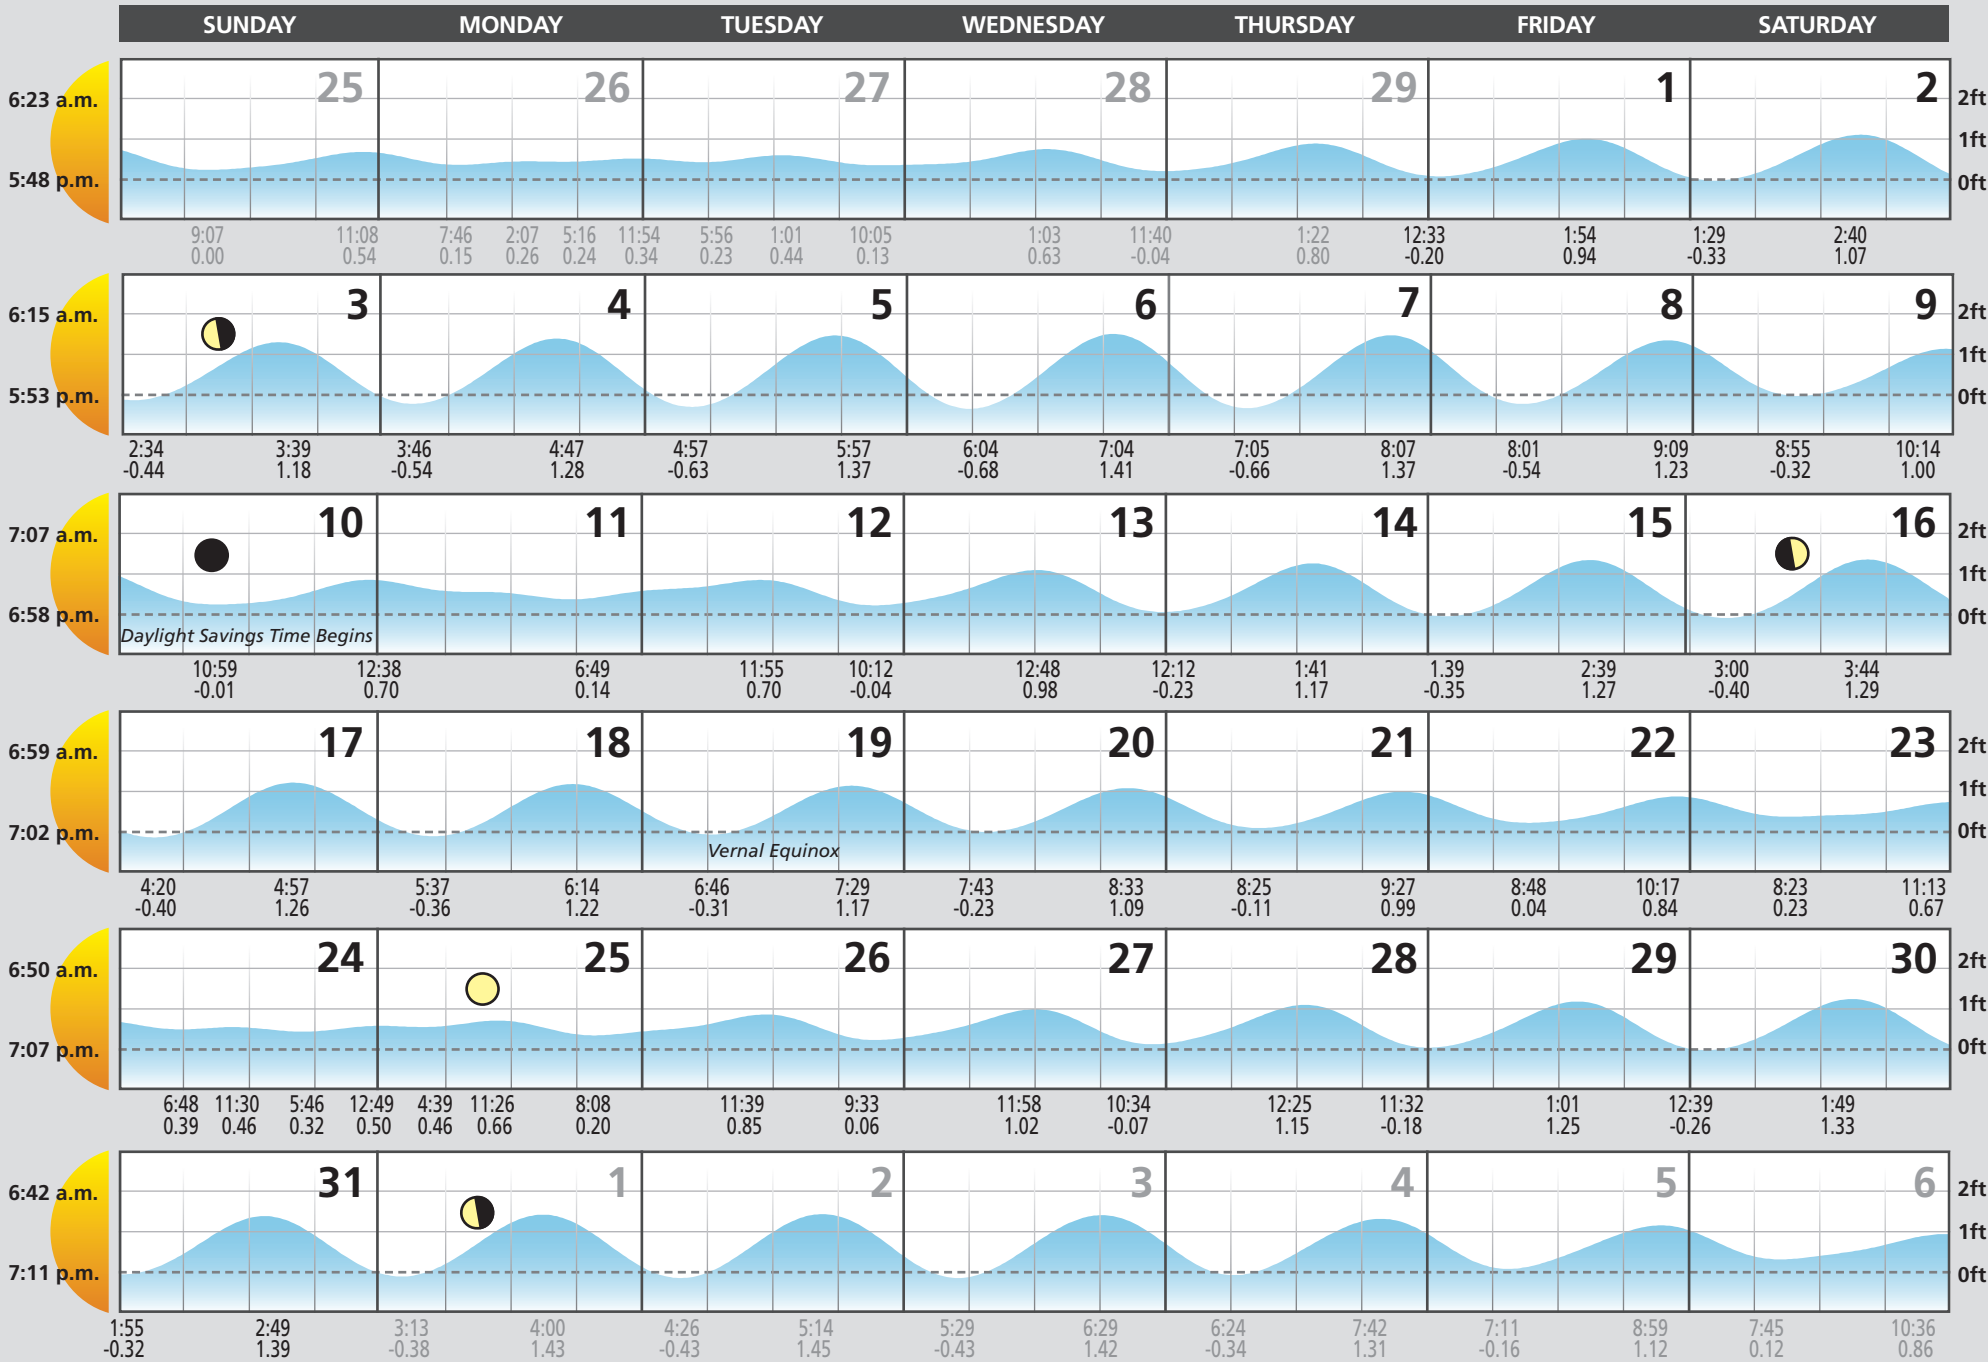 SUNDAY MONDAY TUESDAY WEDNESDAY THURSDAY FRIDAY SATURDAY
25 26 27 28 29 1 2
6:23 a.m. 2ft
1ft
5:48 p.m. 0ft
9:07 11:08 7:46 2:07 5:16 11:54 5:56 1:01 10:05 1:03 11:40 1:22 12:33 1:54 1:29 2:40
0.00 0.54 0.15 0.26 0.24 0.34 0.23 0.44 0.13 0.63 -0.04 0.80 -0.20 0.94 -0.33 1.07
3 4 5 6 7 8 9
6:15 a.m. 2ft
1ft
5:53 p.m. 0ft
2:34 3:39 3:46 4:47 4:57 5:57 6:04 7:04 7:05 8:07 8:01 9:09 8:55 10:14
-0.44 1.18 -0.54 1.28 -0.63 1.37 -0.68 1.41 -0.66 1.37 -0.54 1.23 -0.32 1.00
10 11 12 13 14 15 16
7:07 a.m. 2ft
1ft
6:58 p.m. 0ft
Daylight Savings Time Begins
10:59 12:38 6:49 11:55 10:12 12:48 12:12 1:41 1.39 2:39 3:00 3:44
-0.01 0.70 0.14 0.70 -0.04 0.98 -0.23 1.17 -0.35 1.27 -0.40 1.29
17 18 19 20 21 22 23
6:59 a.m. 2ft
1ft
7:02 p.m. 0ft
Vernal Equinox
4:20 4:57 5:37 6:14 6:46 7:29 7:43 8:33 8:25 9:27 8:48 10:17 8:23 11:13
-0.40 1.26 -0.36 1.22 -0.31 1.17 -0.23 1.09 -0.11 0.99 0.04 0.84 0.23 0.67
24 25 26 27 28 29 30
6:50 a.m. 2ft
1ft
7:07 p.m. 0ft
6:48 11:30 5:46 12:49 4:39 11:26 8:08 11:39 9:33 11:58 10:34 12:25 11:32 1:01 12:39 1:49
0.39 0.46 0.32 0.50 0.46 0.66 0.20 0.85 0.06 1.02 -0.07 1.15 -0.18 1.25 -0.26 1.33
31 1 2 3 4 5 6
6:42 a.m. 2ft
1ft
7:11 p.m. 0ft
1:55 2:49 3:13 4:00 4:26 5:14 5:29 6:29 6:24 7:42 7:11 8:59 7:45 10:36
-0.32 1.39 -0.38 1.43 -0.43 1.45 -0.43 1.42 -0.34 1.31 -0.16 1.12 0.12 0.86